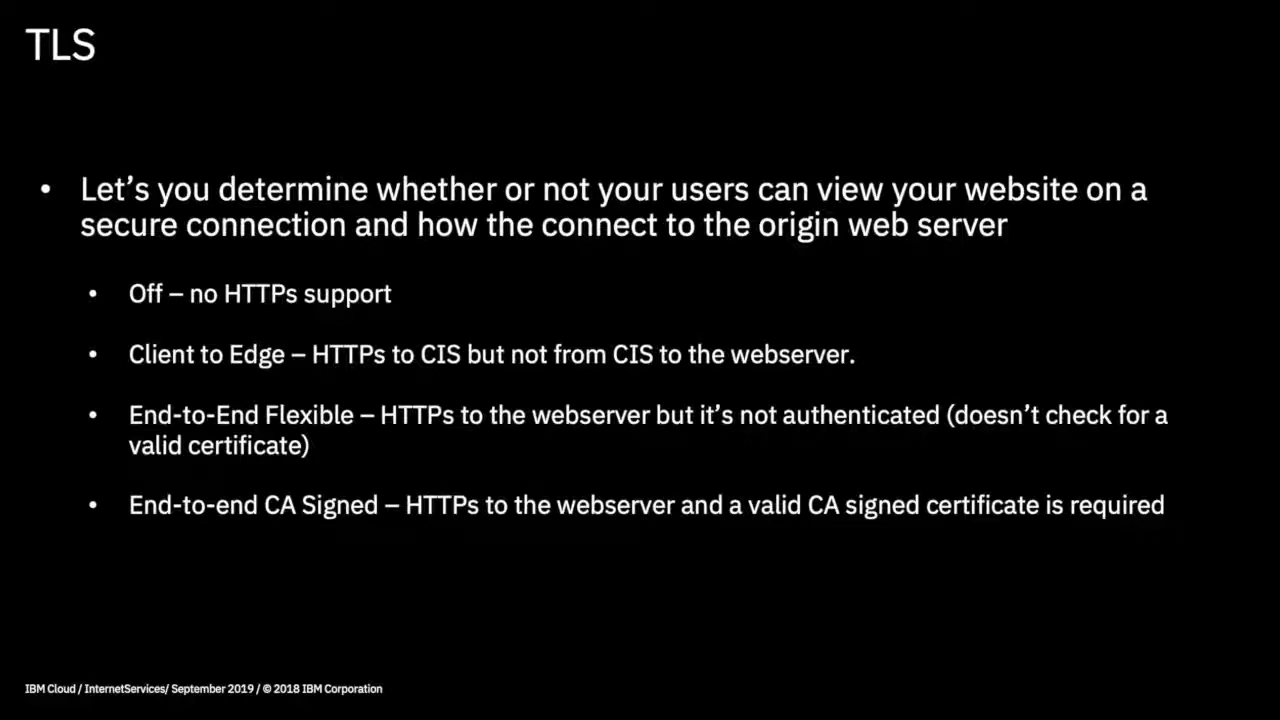 TLS
• Let’s you determine whether or not your users can view your website on a
secure connection and how the connect to the origin web server
• Off – no HTTPs support
• Client to Edge – HTTPs to CIS but not from CIS to the webserver.
• End-to-End Flexible – HTTPs to the webserver but it’s not authenticated (doesn’t check for a
valid certificate)
• End-to-end CA Signed – HTTPs to the webserver and a valid CA signed certificate is required
IBM Cloud / InternetServices/ September 2019 / © 2018 IBM Corporation